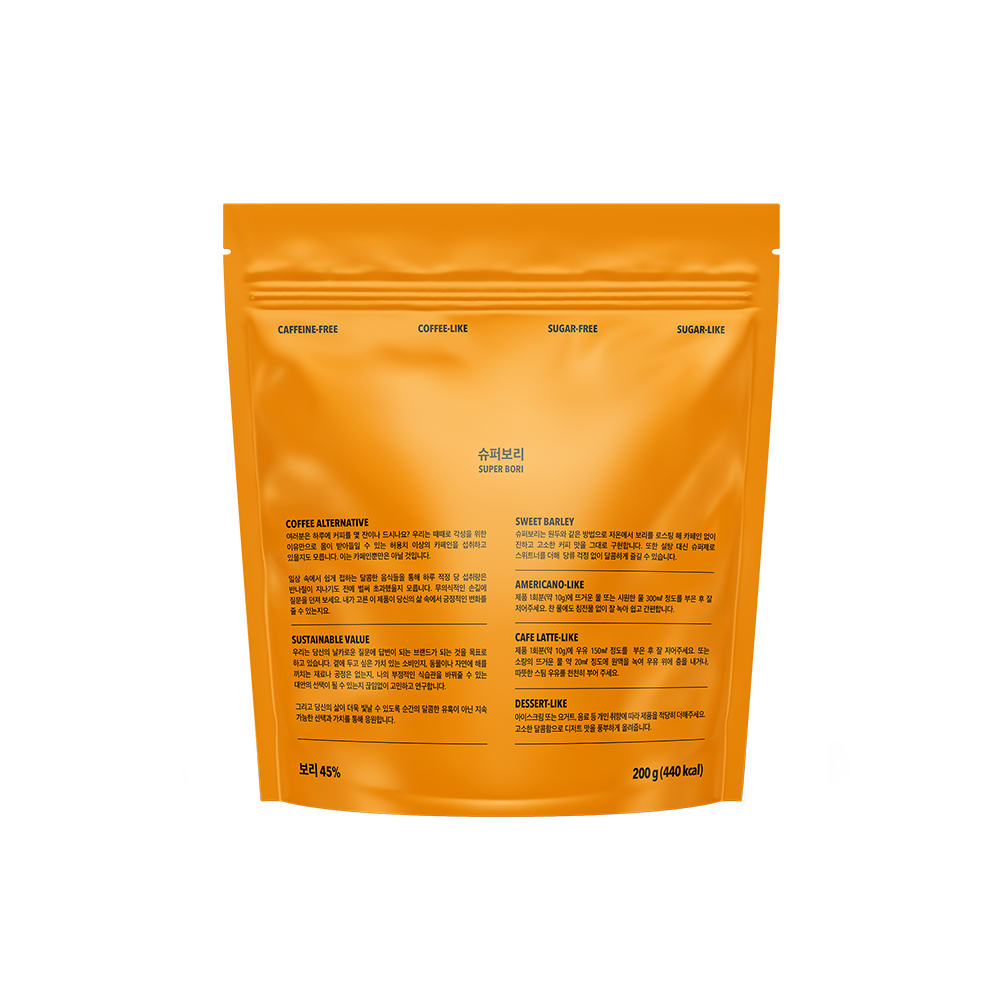 CAFFEINE-FREE COFFEE-LIKE SUGAR-FREE SUGAR-LIKE
슈퍼보리
SUPER BORI
COFFEE ALTERNATIVE
여러분은 하루에 커피를 몇 잔이나 드시나요? 우리는 때때로 각성을 위한
이유만으로 몸이 받아들일 수 있는 허용치 이상의 카페인을 섭취하고
있을지도 모릅니다. 이는 카페인뿐만은 아닐 것입니다.
일상 속에서 쉽게 접하는 달콤한 음식들을 통해 하루 적정 당 섭취량은
반나절이 지나기도 전에 벌써 초과했을지 모릅니다. 무의식적인 손길에
질문을 던져 보세요. 내가 고른 이 제품이 당신의 삶 속에서 긍정적인 변화를
줄 수 있는지요.
SUSTAINABLE VALUE
우리는 당신의 날카로운 질문에 답변이 되는 브랜드가 되는 것을 목표로
하고 있습니다. 곁에 두고 싶은 가치 있는 소비인지, 동물이나 자연에 해를
끼치는 재료나 공정은 없는지, 나의 부정적인 식습관을 바꿔줄 수 있는
대안의 선택이 될 수 있는지 끊임없이 고민하고 연구합니다.
그리고 당신의 삶이 더욱 빛날 수 있도록 순간의 달콤한 유혹이 아닌 지속
가능한 선택과 가치를 통해 응원합니다.
보리 45%
SWEET BARLEY
슈퍼보리는 원두와 같은 방법으로 저온에서 보리를 로스팅 해 카페인 없이
진하고 고소한 커피 맛을 그대로 구현합니다. 또한 설탕 대신 슈퍼제로
스위트너를 더해 당류 걱정 없이 달콤하게 즐길 수 있습니다.
AMERICANO-LIKE
제품 1회분(약 10g)에 뜨거운 물 또는 시원한 물 300㎖ 정도를 부은 후 잘
저어주세요. 찬 물에도 침전물 없이 잘 녹아 쉽고 간편합니다.
CAFE LATTE-LIKE
제품 1회분(약 10g)에 우유 150㎖ 정도를 부은 후 잘 저어주세요. 또는
소량의 뜨거운 물 약 20㎖ 정도에 원액을 녹여 우유 위에 층을 내거나,
따뜻한 스팀 우유를 천천히 부어 주세요.
DESSERT-LIKE
아이스크림 또는 요거트, 음료 등 개인 취향에 따라 제품을 적당히 더해주세요.
고소한 달콤함으로 디저트 맛을 풍부하게 올려줍니다.
200 g (440 kcal)